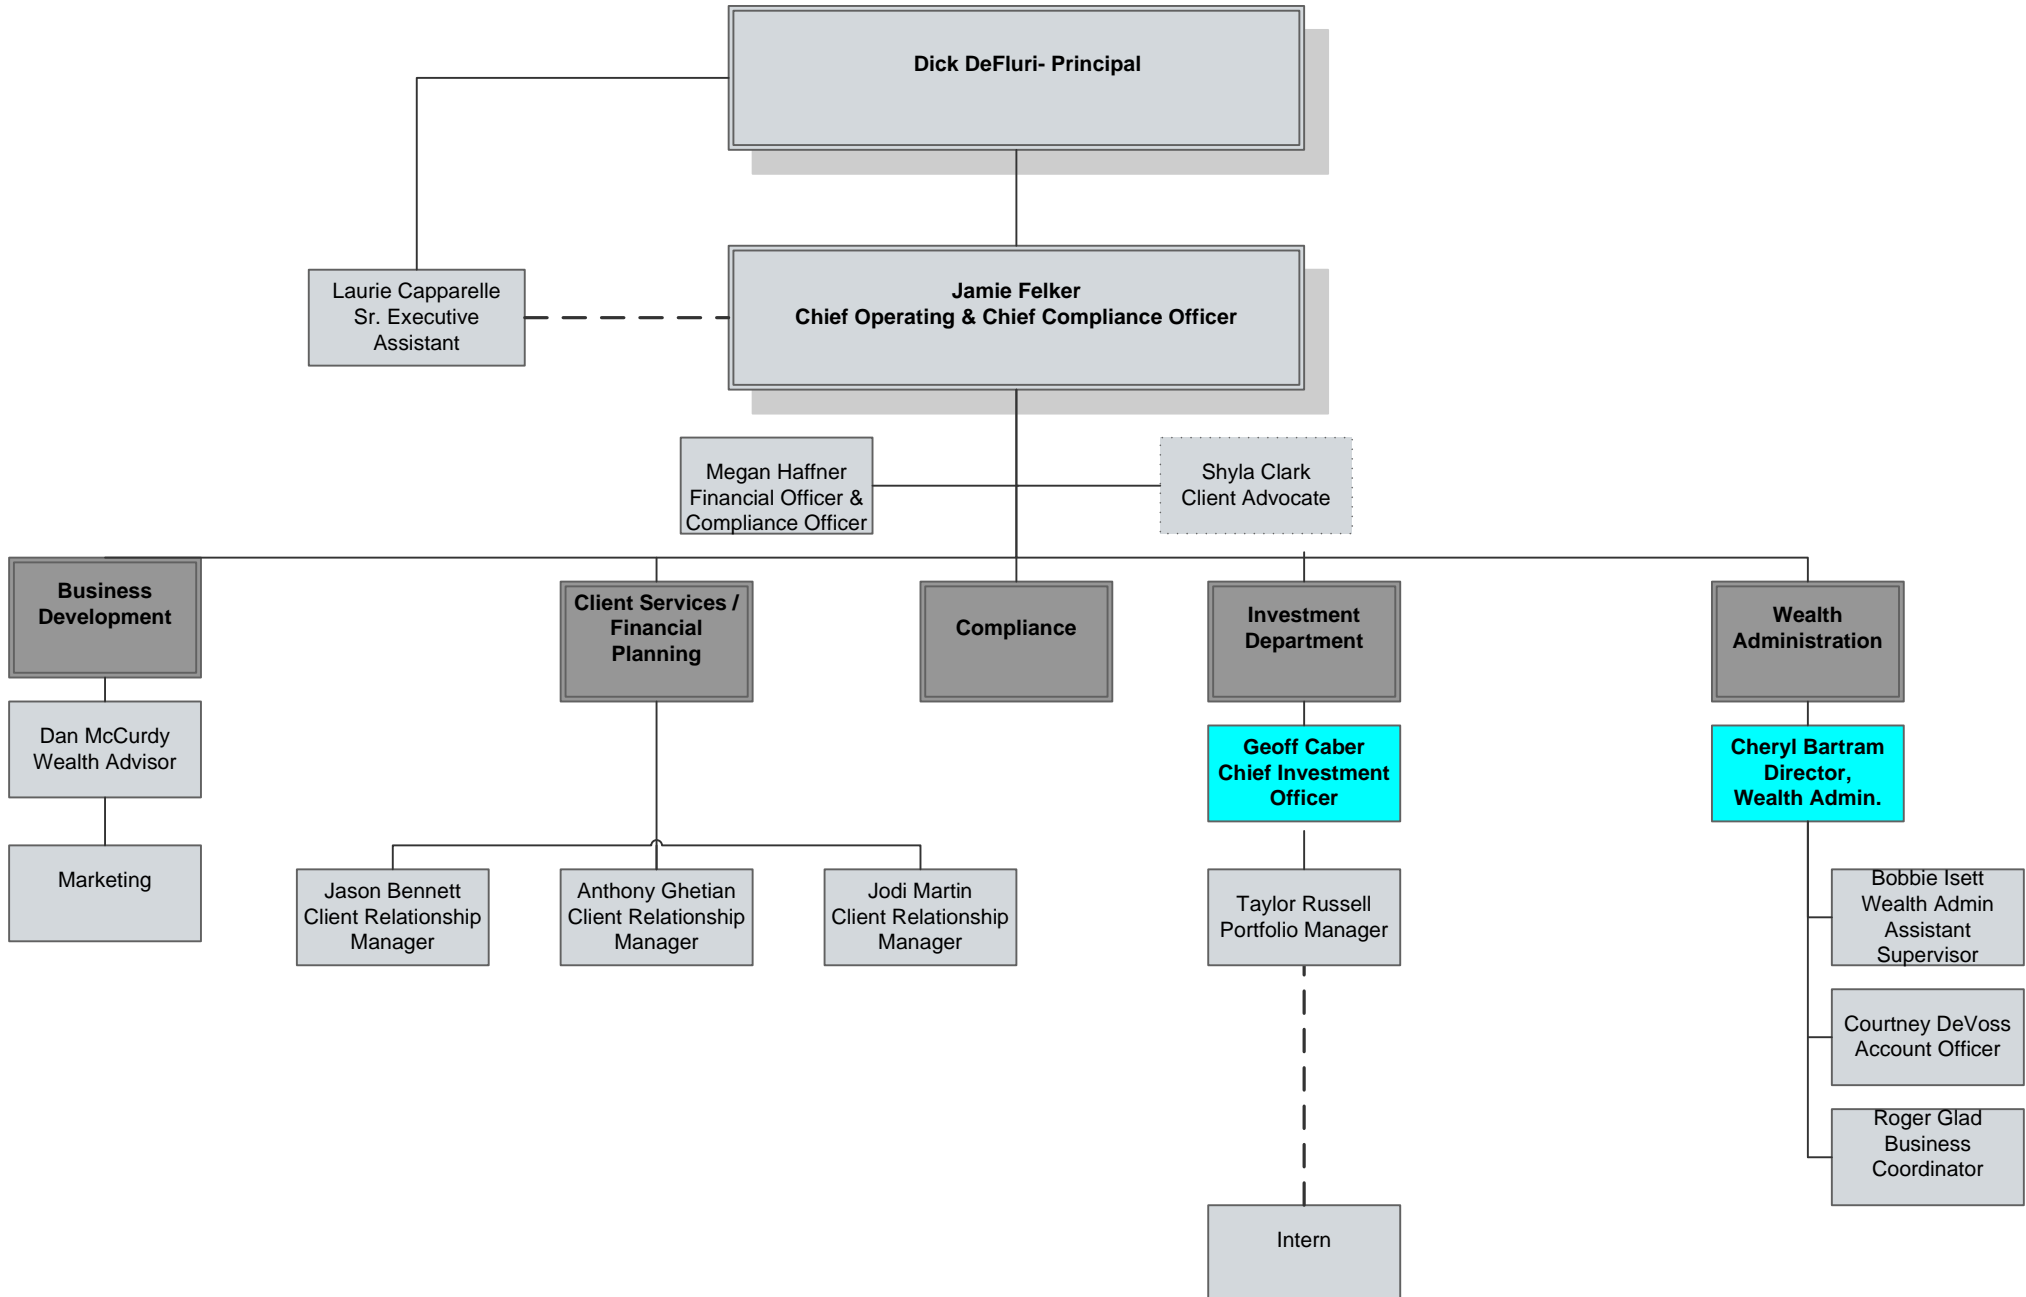 Dick DeFluri- Principal
Laurie Capparelle
Sr. Executive
Assistant
Jamie Felker
Chief Operating & Chief Compliance Officer
Megan Haffner
Financial Officer &
Compliance Officer
Shyla Clark
Client Advocate
Business
Development
Client Services /
Financial
Planning
Compliance
Investment
Department
Wealth
Administration
Dan McCurdy
Wealth Advisor
Geoff Caber
Chief Investment
Officer
Cheryl Bartram
Director,
Wealth Admin.
Marketing
Jason Bennett
Client Relationship
Manager
Anthony Ghetian
Client Relationship
Manager
Jodi Martin
Client Relationship
Manager
Taylor Russell
Portfolio Manager
Bobbie Isett
Wealth Admin
Assistant
Supervisor
Courtney DeVoss
Account Officer
Roger Glad
Business
Coordinator
Intern